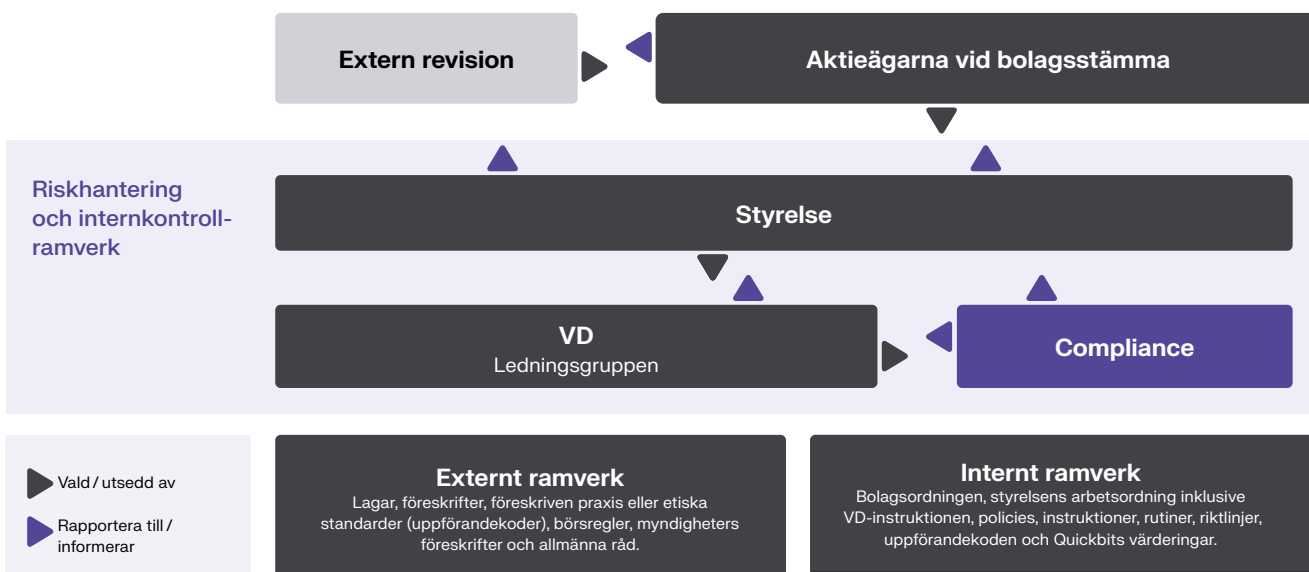 Extern revision
Aktieägarna vid bolagsstämma
Riskhantering
och internkontroll-
ramverk
Styrelse
VD
Ledningsgruppen
Compliance
Vald / utsedd av
Rapportera till /
informerar
Externt ramverk
Lagar, föreskrifter, föreskriven praxis eller etiska
standarder (uppförandekoder), börsregler, myndigheters
föreskrifter och allmänna råd.
Internt ramverk
Bolagsordningen, styrelsens arbetsordning inklusive
VD-instruktionen, policies, instruktioner, rutiner, riktlinjer,
uppförandekoden och Quickbits värderingar.